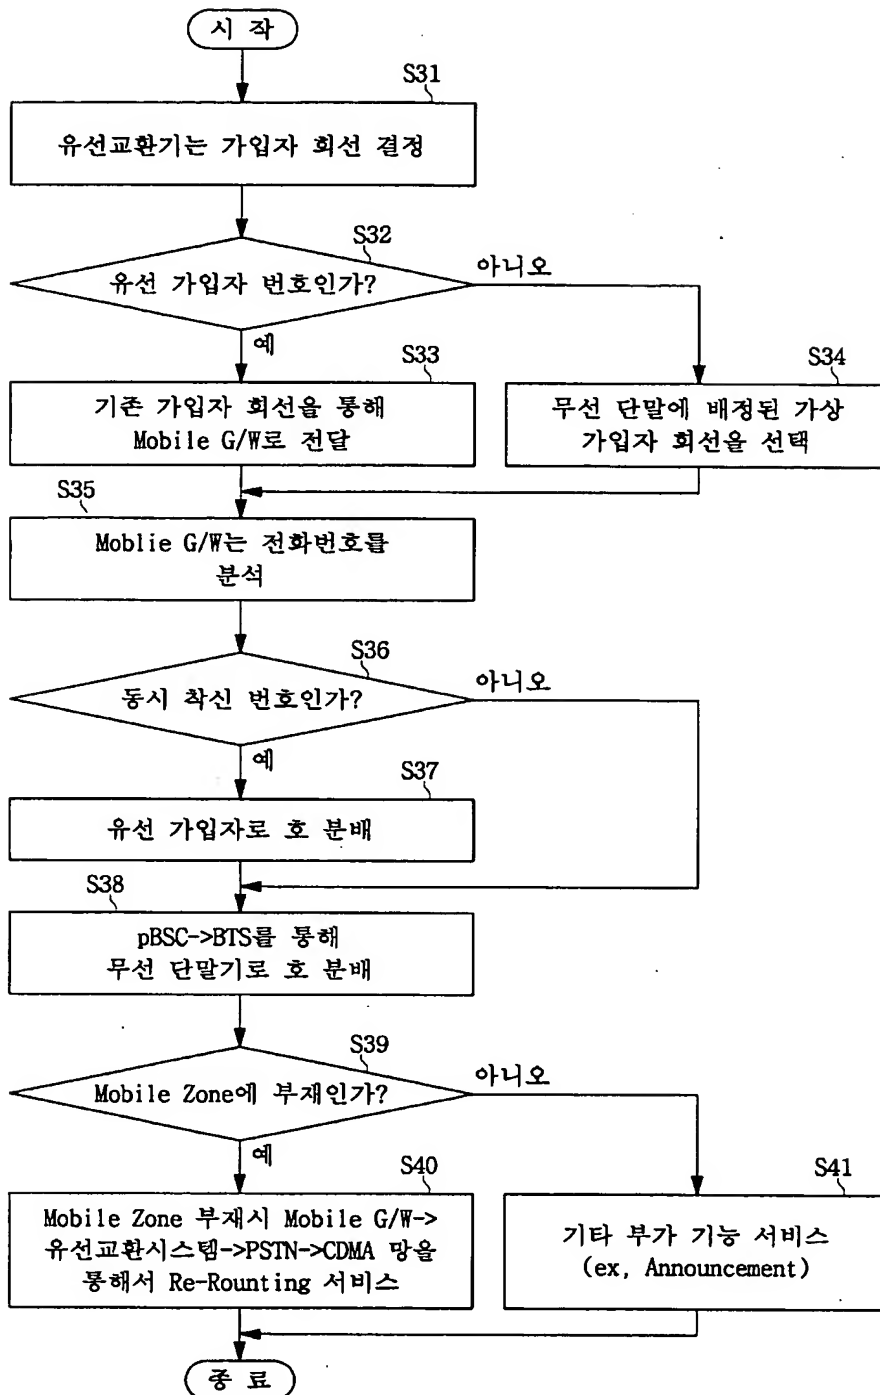 시 작
S31
유선교환기는 가입자 회선 결정
S32
유선 가입자 번호인가?
아니오
예
S33
기존 가입자 회선을 통해
Mobile G/W로 전달
S34
무선 단말에 배정된 가상
가입자 회선을 선택
S35
Moblie G/W는 전화번호를
분석
S36
동시 착신 번호인가?
아니오
예
S37
유선 가입자로 호 분배
S38
pBSC->BTS를 통해
무선 단말기로 호 분배
S39
Mobile Zone에 부재인가?
아니오
예
S40
Mobile Zone 부재시 Mobile G/W->
유선교환시스템->PSTN->CDMA 망을
통해서 Re-Rounting 서비스
S41
기타 부가 기능 서비스
(ex, Announcement)
종 료